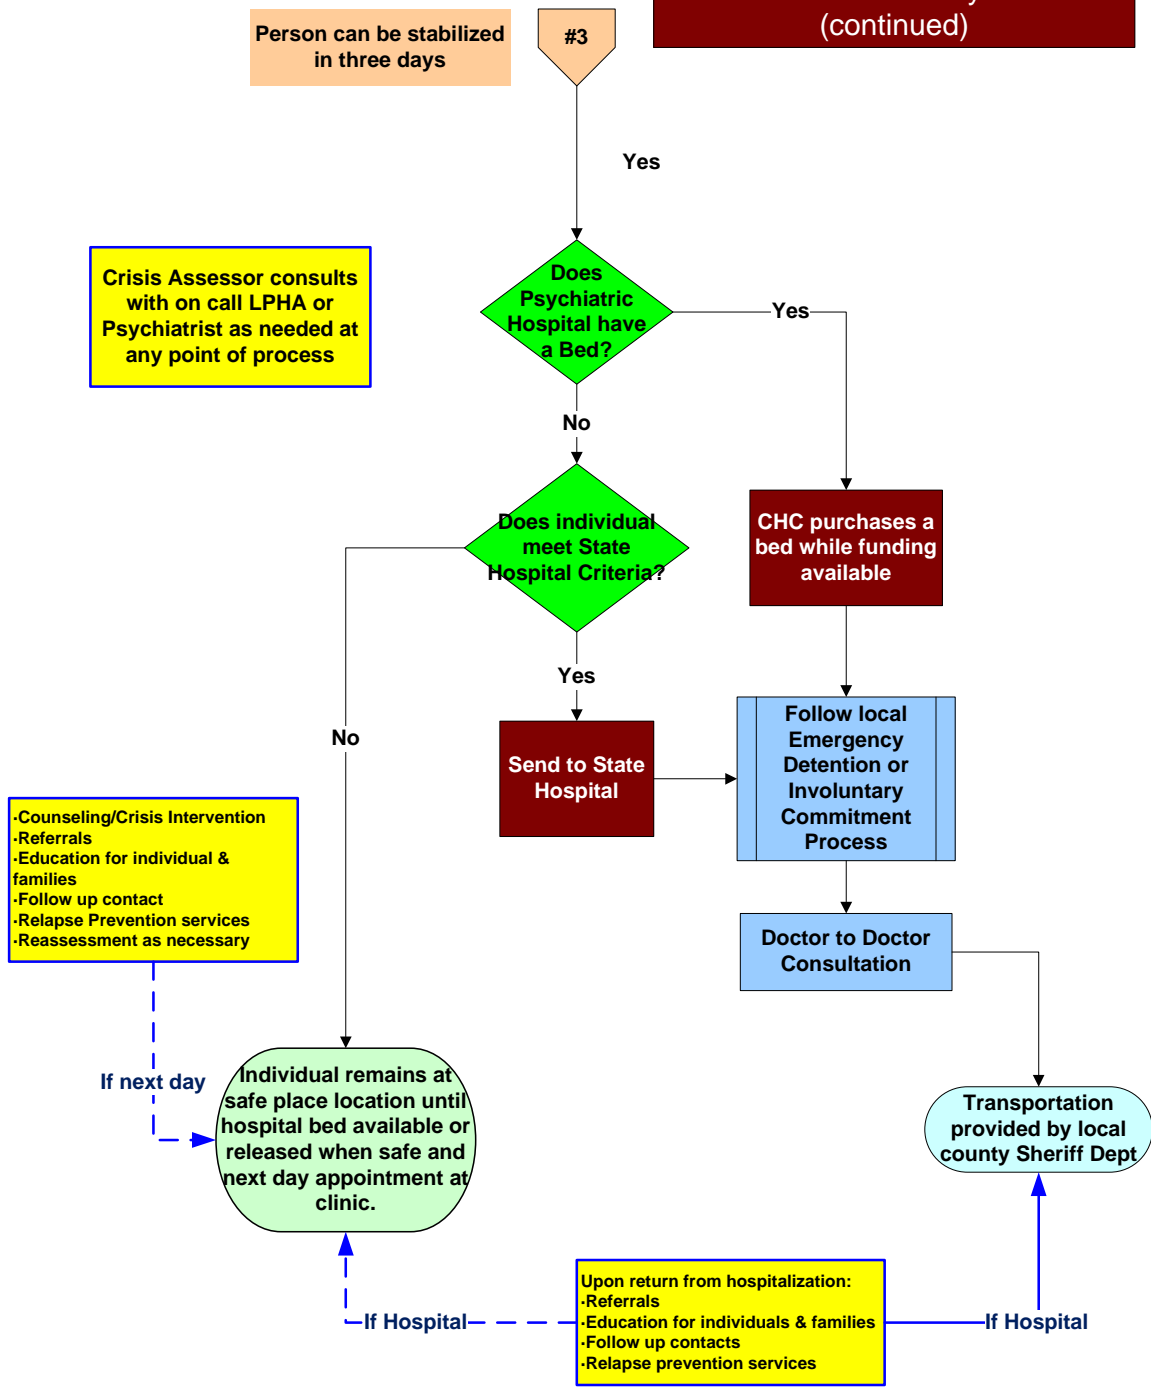 (continued)
Person can be stabilized
in three days
#3
Yes
Crisis Assessor consults
with on call LPHA or
Psychiatrist as needed at
any point of process
Does
Psychiatric
Hospital have
a Bed?
Yes
No
Does individual
meet State
Hospital Criteria?
CHC purchases a
bed while funding
available
Yes
No
Send to State
Hospital
Follow local
Emergency
Detention or
Involuntary
Commitment
Process
·Counseling/Crisis Intervention
·Referrals
·Education for individual &
families
·Follow up contact
·Relapse Prevention services
·Reassessment as necessary
Doctor to Doctor
Consultation
If next day
Individual remains at
safe place location until
hospital bed available or
released when safe and
next day appointment at
clinic.
Transportation
provided by local
county Sheriff Dept
Upon return from hospitalization:
·Referrals
·Education for individuals & families
·Follow up contacts
·Relapse prevention services
If Hospital
If Hospital